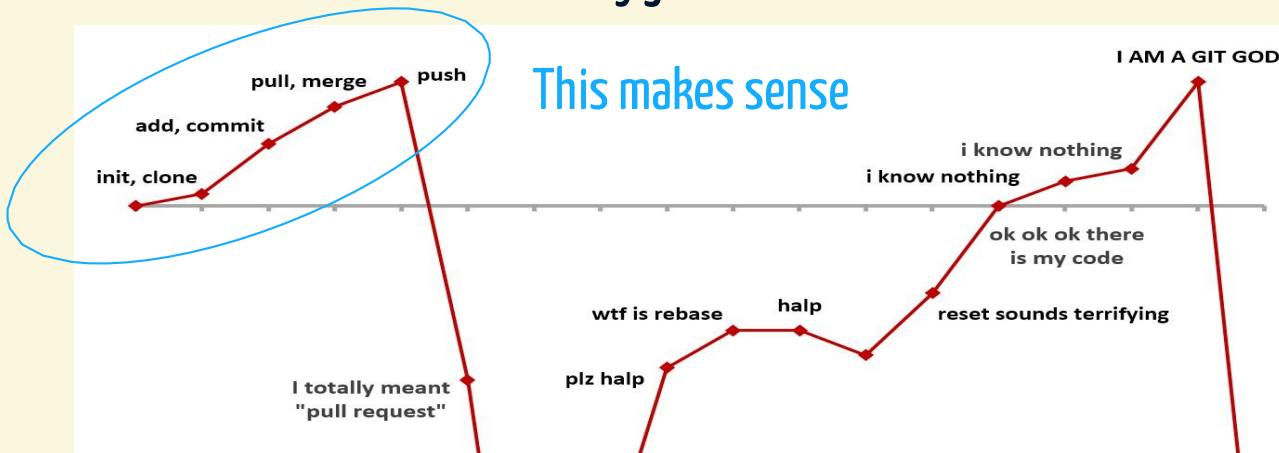 This makes sense
I AM A GIT GOD
push
pull, merge
add, commit
init, clone
i know nothing
i know nothing
ok ok ok there
is my code
reset sounds terrifying
halp
wtf is rebase
plz halp
I totally meant
"pull request"